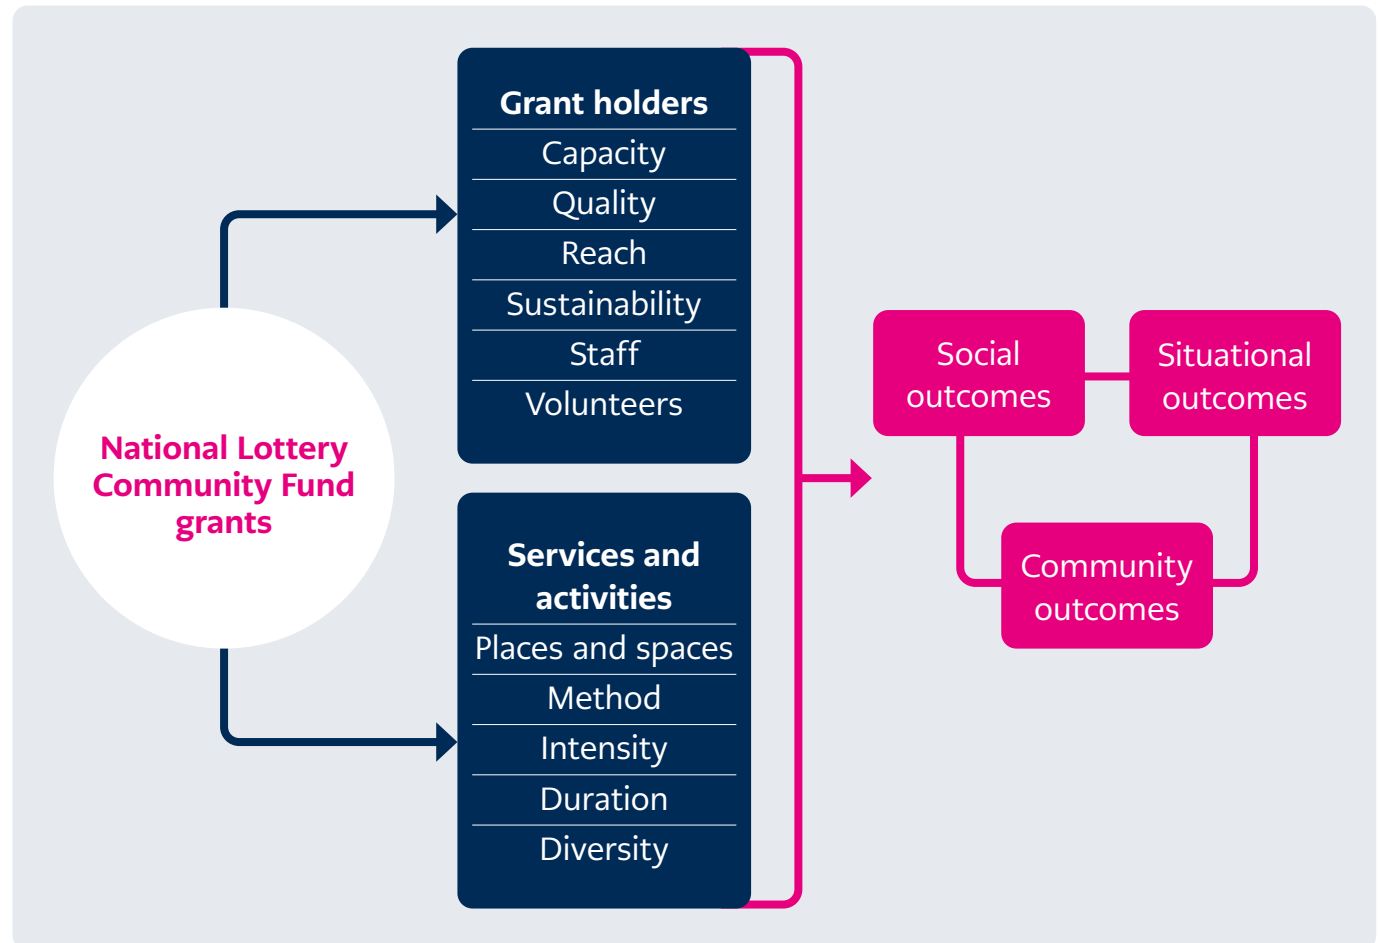 National Lottery
Community Fund
grants
Grant holders
Capacity
Quality
Reach
Sustainability
Staff
Volunteers
Services and
activities
Places and spaces
Method
Intensity
Duration
Diversity
Social
outcomes
Situational
outcomes
Community
outcomes